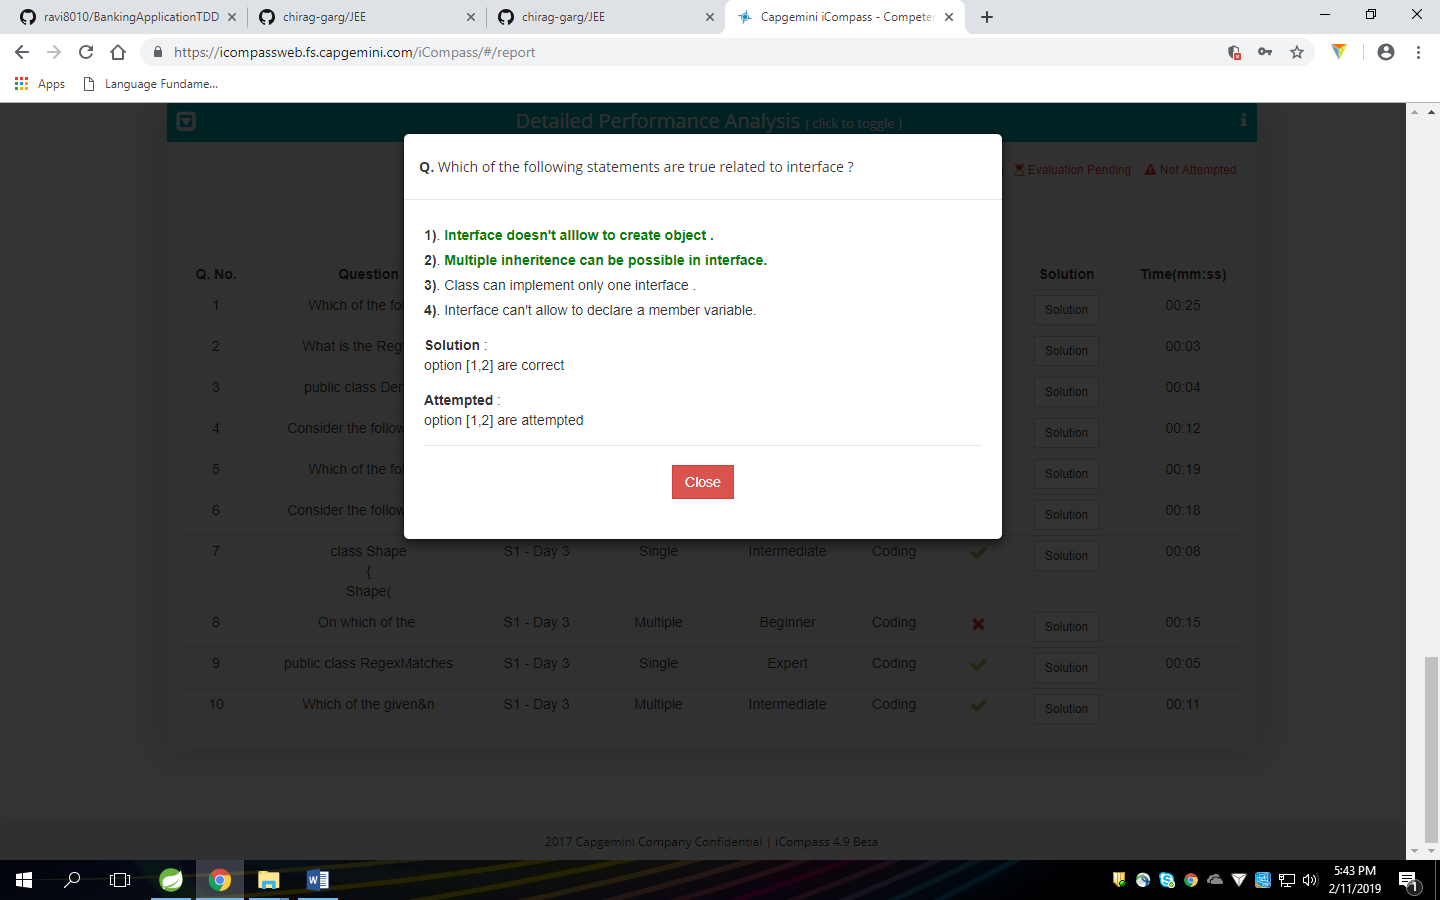 ravi8010/BankingApplicationTDD
chirag-garg/JEE
chirag-garg/JEE
Capgemini iCompass - Competen
https://icompassweb.fs.capgemini.com/iCompass/#/report
Apps
Language Fundame...
Detailed Performance Analysis ( click to toggle )
Q. Which of the following statements are true related to interface ?
Evaluation Pending
Not Attempted
1). Interface doesn't alllow to create object .
2). Multiple inheritence can be possible in interface.
3). Class can implement only one interface .
4). Interface can't allow to declare a member variable.
Solution :
option [1,2] are correct
Attempted :
option [1,2] are attempted
Close
Q. No. Question Solution Time(mm:ss)
1 Which of the fol Solution 00:25
2 What is the Reg Solution 00:03
3 public class Den Solution 00:04
4 Consider the follow Solution 00:12
5 Which of the fol Solution 00:19
6 Consider the follow Solution 00:18
7 class Shape S1 - Day 3 Single Intermediate Coding Solution 00:08
{
Shape(
8 On which of the S1 - Day 3 Multiple Beginner Coding Solution 00:15
9 public class RegexMatches S1 - Day 3 Single Expert Coding Solution 00:05
10 Which of the given&n S1 - Day 3 Multiple Intermediate Coding Solution 00:11
2017 Capgemini Company Confidential | iCompass 4.9 Beta
5:43 PM
2/11/2019
1